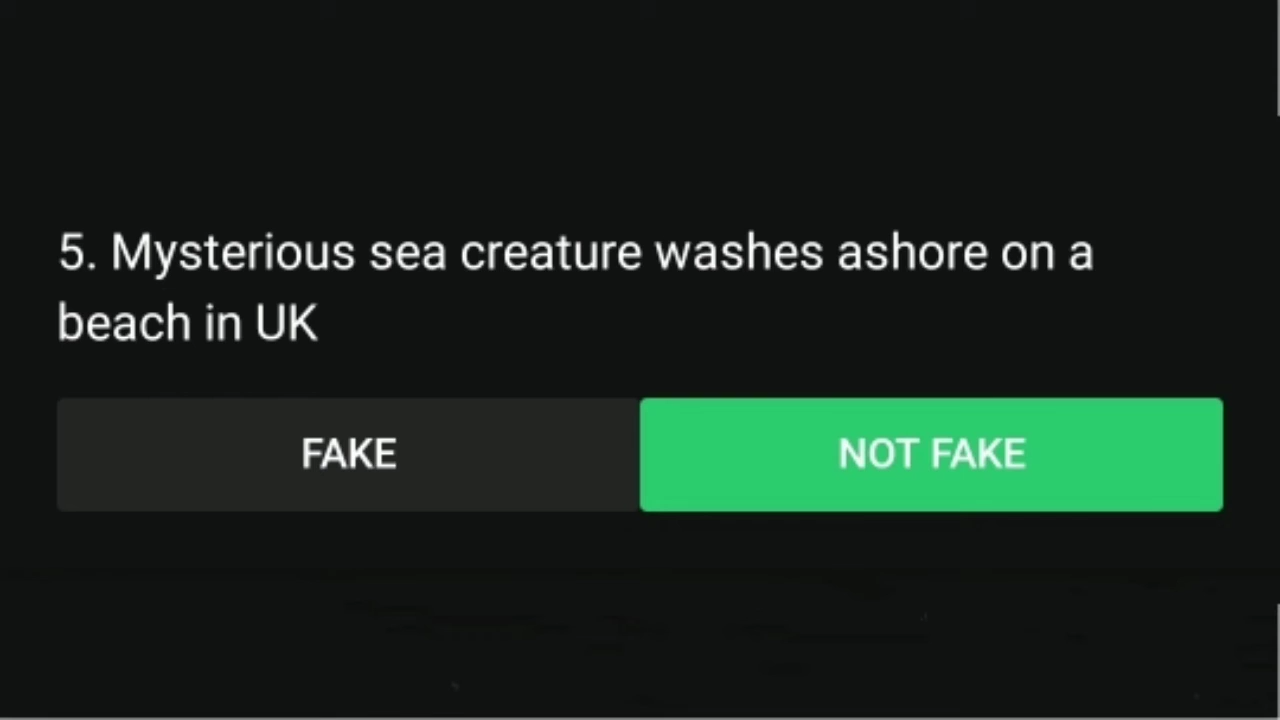 5. Mysterious sea creature washes ashore on a
beach in UK
FAKE
NOT FAKE